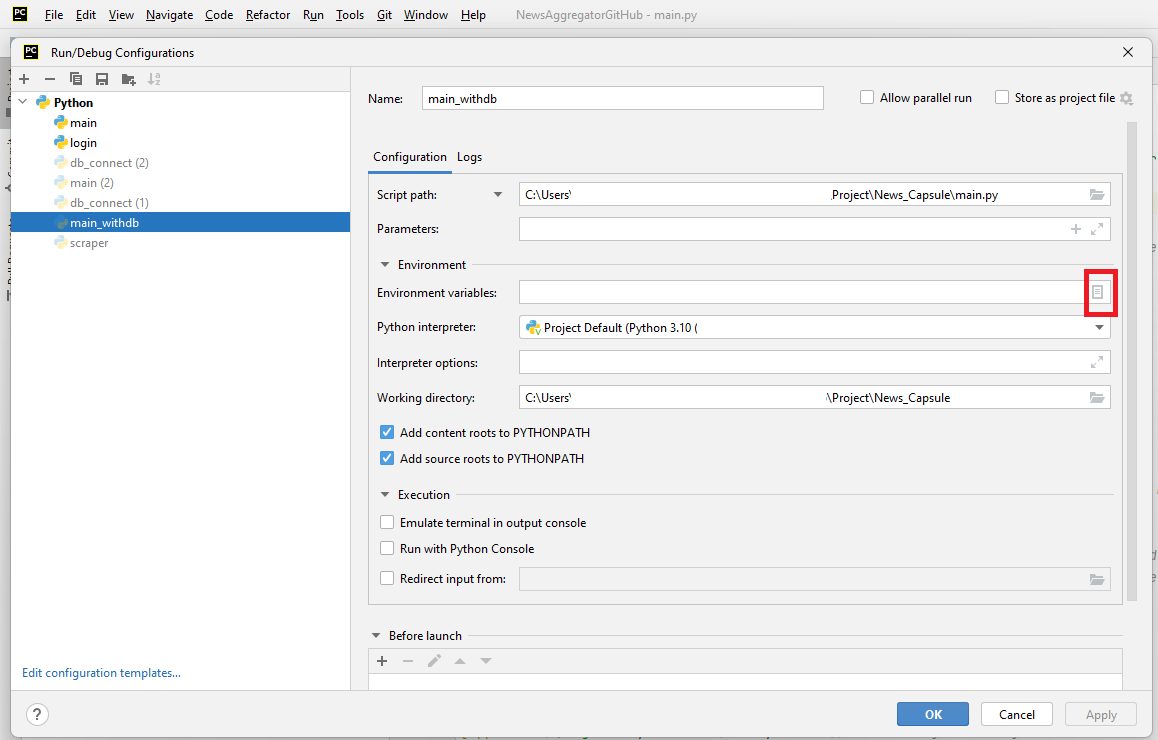 PC File Edit View Navigate Code Refactor Run Tools Git Window Help NewsAggregatorGitHub - main.py
PC Run/Debug Configurations
Python
main
login
db_connect (2)
main (2)
db_connect (1)
main_withdb
scraper
Edit configuration templates...
Name: main_withdb Allow parallel run Store as project file
Configuration Logs
Script path: C:\Users\ Project\News_Capsule\main.py
Parameters:
Environment
Environment variables:
Python interpreter: Project Default (Python 3.10 (
Interpreter options:
Working directory: C:\Users\ \Project\News_Capsule
Add content roots to PYTHONPATH
Add source roots to PYTHONPATH
Execution
Emulate terminal in output console
Run with Python Console
Redirect input from:
Before launch
? OK Cancel Apply